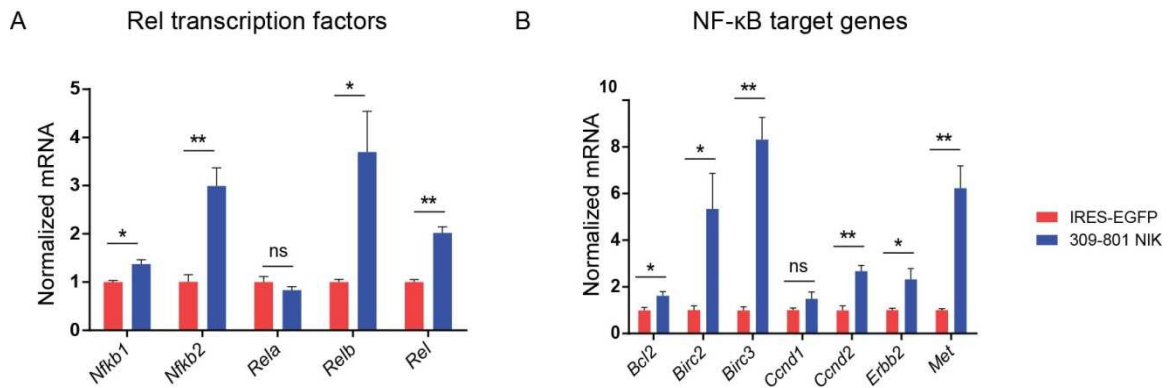 A
Rel transcription factors
Normalized mRNA
5
4
3
2
1
0
*
**
ns
*
**
Nfkb1
Nfkb2
Rela
Relb
Rel
B
NF-κB target genes
Normalized mRNA
10
8
6
4
2
0
*
*
**
ns
**
*
**
Bcl2
Birc2
Birc3
Ccnd1
Ccnd2
Erbb2
Met
IRES-EGFP
309-801 NIK